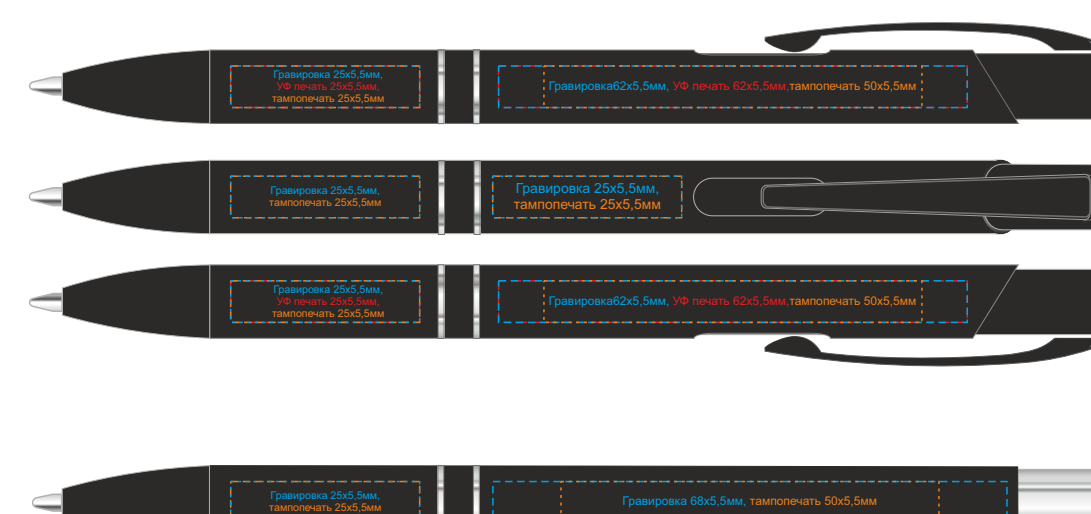 Гравировка 25х5,5мм,
УФ печать 25х5,5мм,
тампопечать 25х5,5мм
Гравировка62х5,5мм, УФ печать 62х5,5мм,тампопечать 50х5,5мм
Гравировка 25х5,5мм,
тампопечать 25х5,5мм
Гравировка 25х5,5мм,
тампопечать 25х5,5мм
Гравировка 25х5,5мм,
УФ печать 25х5,5мм,
тампопечать 25х5,5мм
Гравировка62х5,5мм, УФ печать 62х5,5мм,тампопечать 50х5,5мм
Гравировка 25х5,5мм,
тампопечать 25х5,5мм
Гравировка 68х5,5мм, тампопечать 50х5,5мм